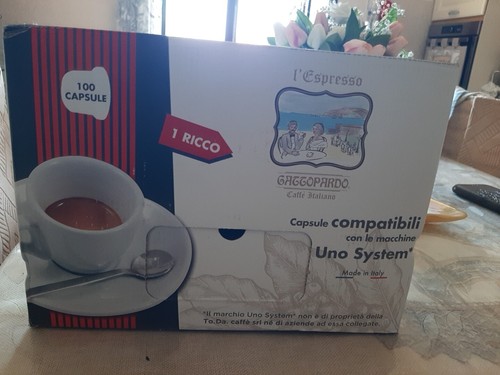 100
CAPSULE
1 RICCO
l'Espresso
GATTOPARDO
Caffè Italiano
Capsule compatibili
con le macchine
Uno System*
Made in Italy
*Il marchio Uno System* non è di proprietà della
To.Da. caffè srl nè di aziende ad essa collegate.